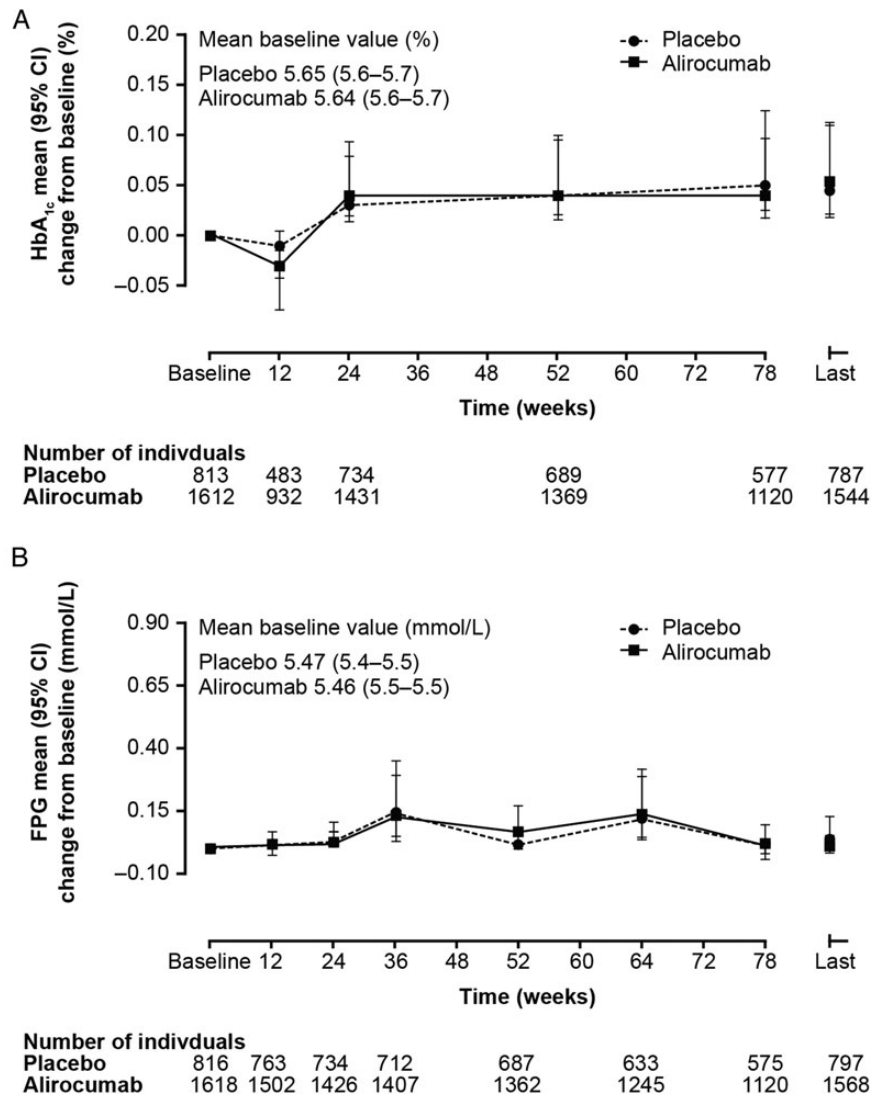 A
HbA1c mean (95% CI)
change from baseline (%)
0.20
0.15
0.10
0.05
0.00
–0.05
Mean baseline value (%)
Placebo 5.65 (5.6–5.7)
Alirocumab 5.64 (5.6–5.7)
Placebo
Alirocumab
Baseline 12 24 36 48 52 60 72 78 Last
Time (weeks)
Number of indivduals
Placebo 813 483 734 689 577 787
Alirocumab 1612 932 1431 1369 1120 1544
B
FPG mean (95% CI)
change from baseline (mmol/L)
0.90
0.65
0.40
0.15
–0.10
Mean baseline value (mmol/L)
Placebo 5.47 (5.4–5.5)
Alirocumab 5.46 (5.5–5.5)
Placebo
Alirocumab
Baseline 12 24 36 48 52 60 64 72 78 Last
Time (weeks)
Number of indivduals
Placebo 816 763 734 712 687 633 575 797
Alirocumab 1618 1502 1426 1407 1362 1245 1120 1568